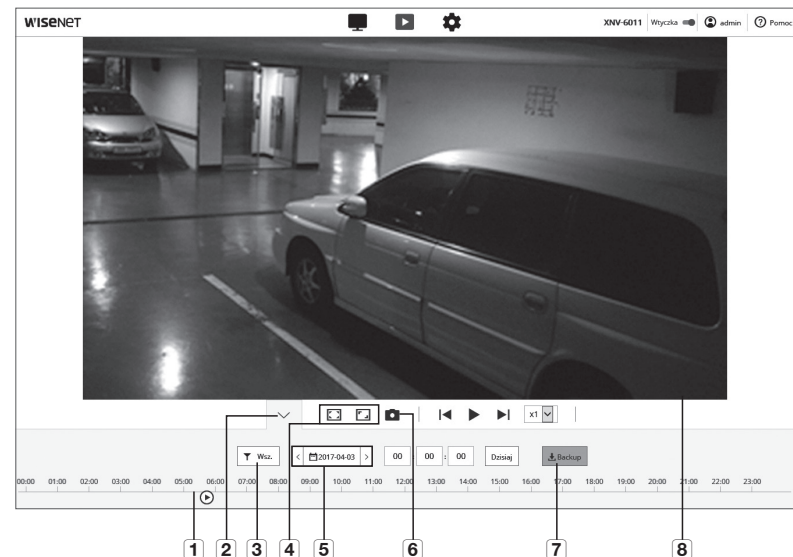 WISENET XNV-6011 Wtyczka admin ? Pomoc
x1
Wsz. < 2017-04-03 > 00 : 00 : 00 Dzisiaj Backup
00:00 01:00 02:00 03:00 04:00 05:00 06:00 07:00 08:00 09:00 10:00 11:00 12:00 13:00 14:00 15:00 16:00 17:00 18:00 19:00 20:00 21:00 22:00 23:00
1 2 3 4 5 6 7 8